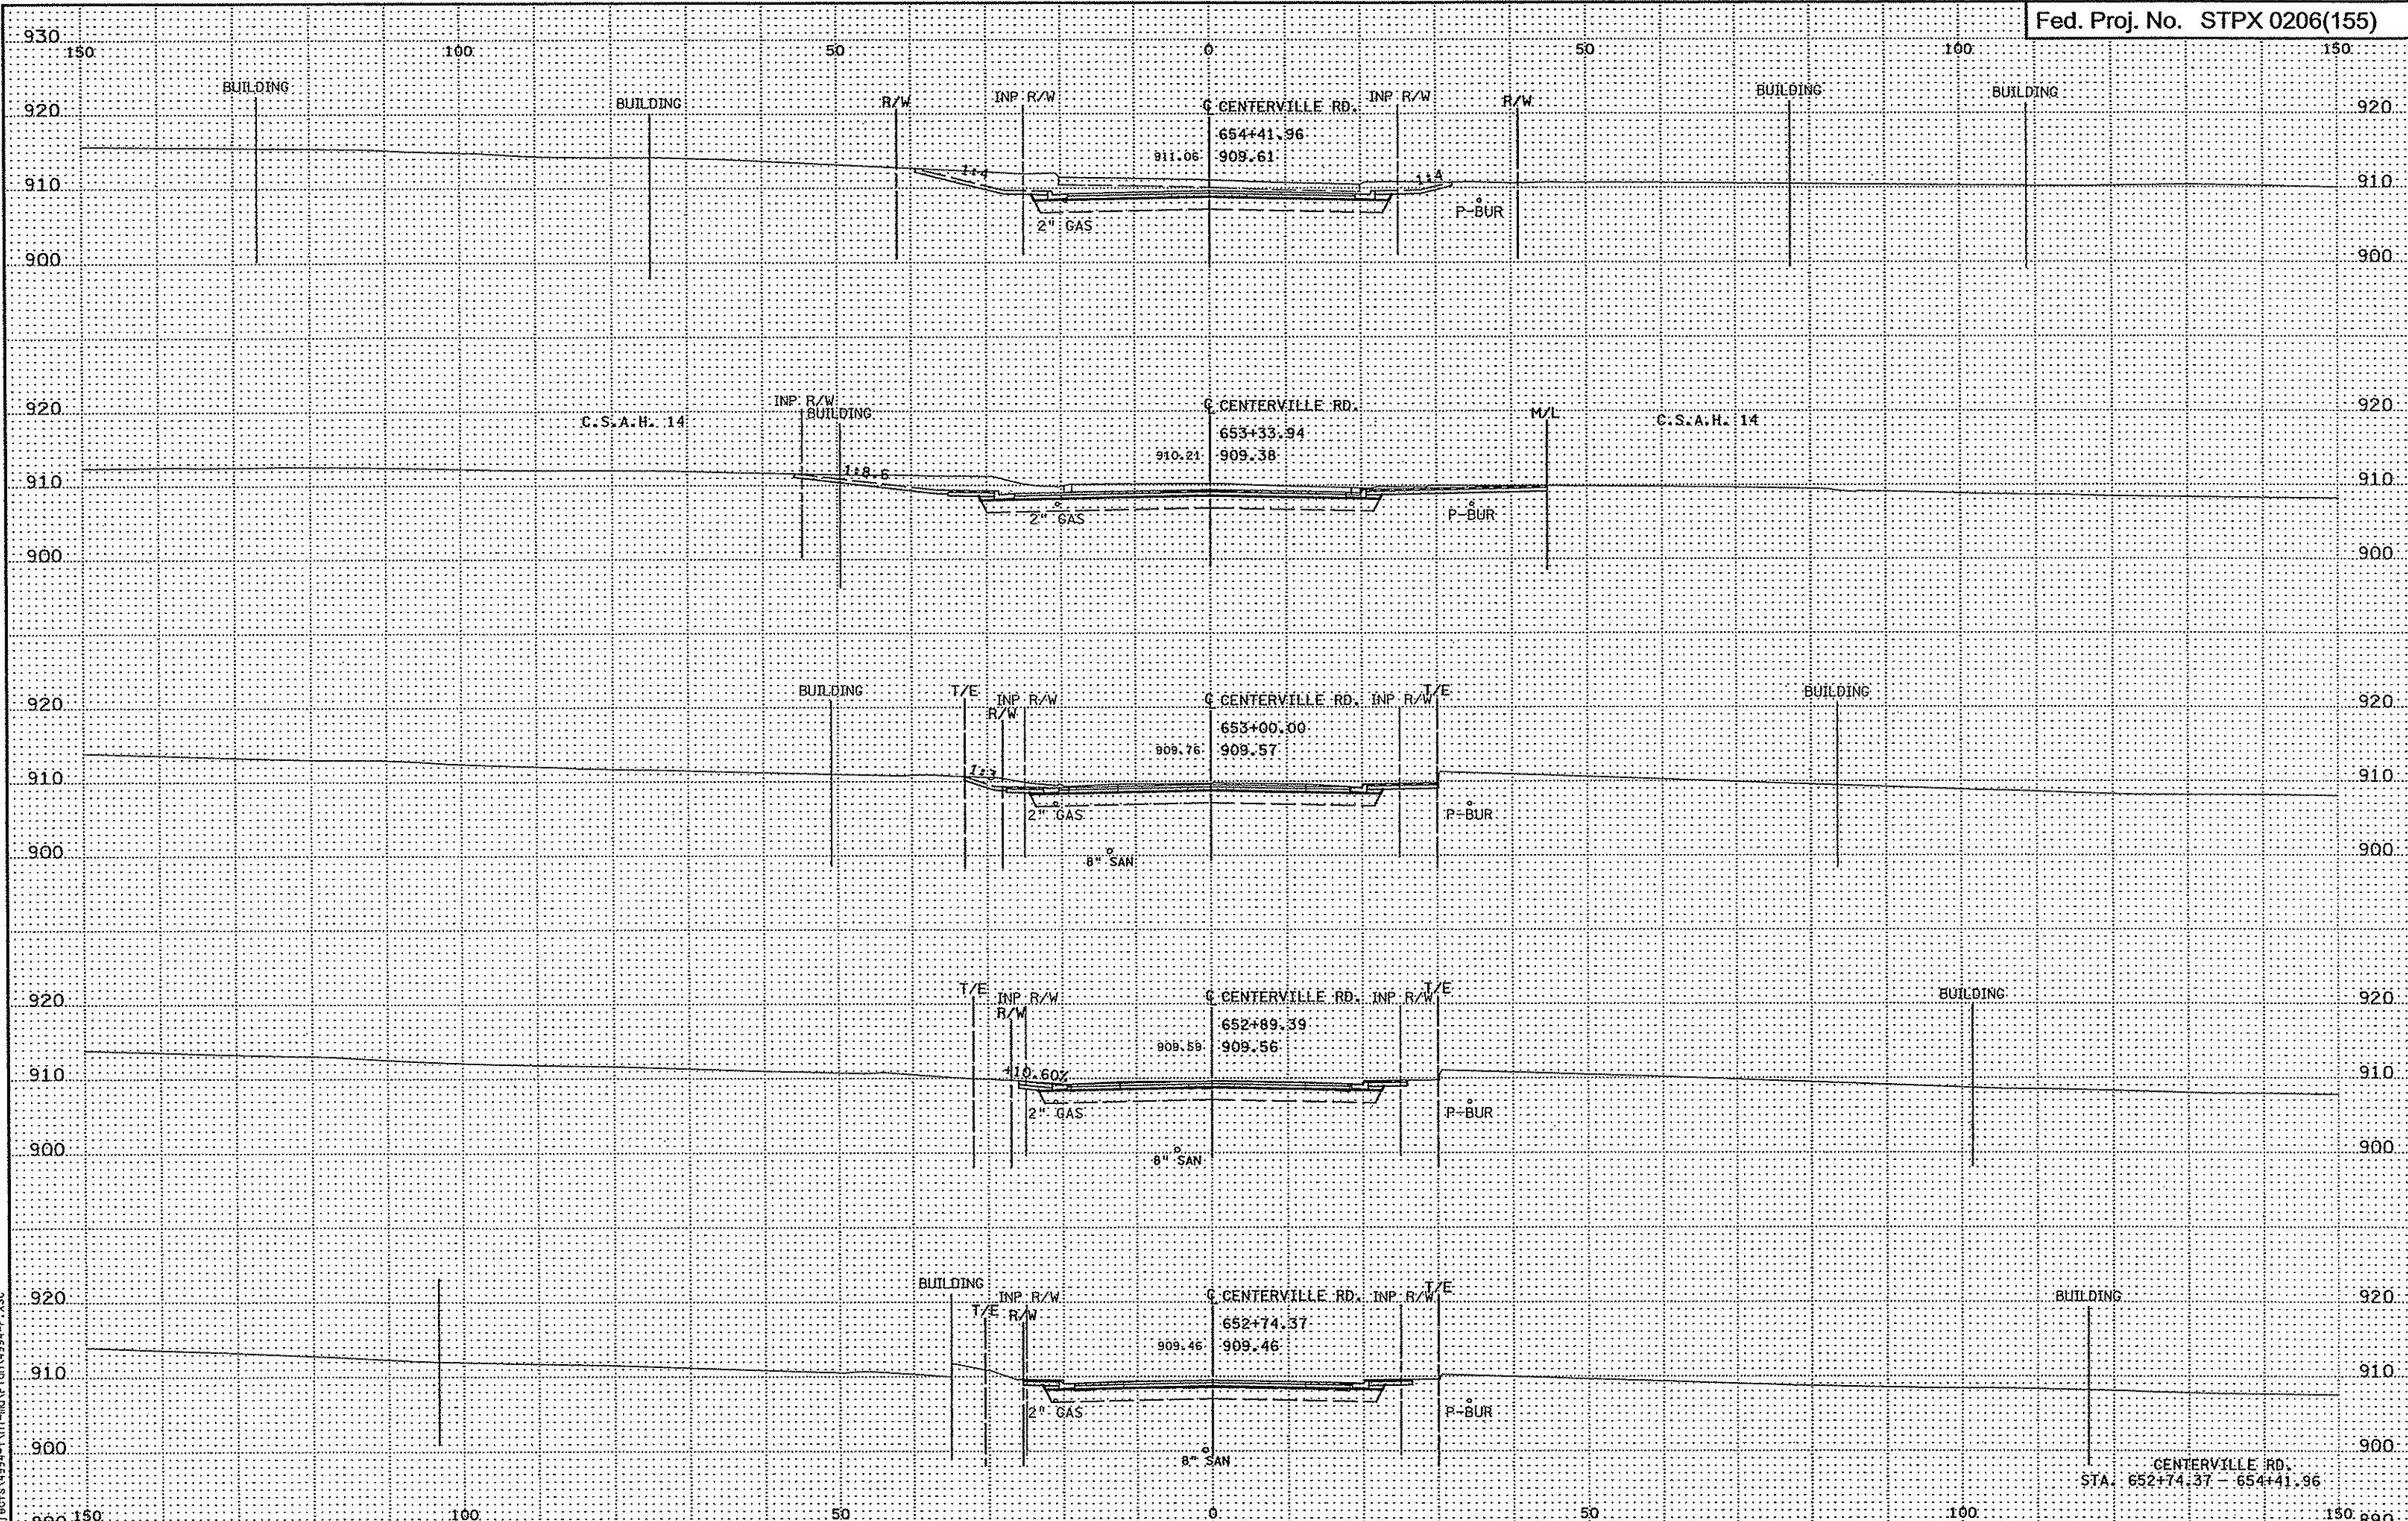 Fed. Proj. No. STPX 0206(155)
930
150 100 50 0 50 100 150
BUILDING BUILDING R/W INP R/W ℄ CENTERVILLE RD. INP R/W R/W BUILDING BUILDING
920 920
654+41.96
911.06 909.61
910 1:4 1:4 910
2" GAS P-BUR
900 900
INP R/W
920 BUILDING ℄ CENTERVILLE RD. M/L 920
C.S.A.H. 14 C.S.A.H. 14
653+33.94
910.21 909.38
910 1:8.6 910
2" GAS P-BUR
900 900
BUILDING T/E INP R/W ℄ CENTERVILLE RD. INP R/W T/E BUILDING
920 R/W 920
653+00.00
909.76 909.57
910 1:3 910
2" GAS P-BUR
900 900
8" SAN
T/E INP R/W ℄ CENTERVILLE RD. INP R/W T/E BUILDING
920 R/W 920
652+89.39
909.59 909.56
910 +10.60% 910
2" GAS P-BUR
900 900
8" SAN
BUILDING INP R/W ℄ CENTERVILLE RD. INP R/W T/E BUILDING
920 T/E R/W 920
652+74.37
909.46 909.46
910 910
2" GAS P-BUR
900 900
8" SAN
CENTERVILLE RD.
STA. 652+74.37 - 654+41.96
150 100 50 0 50 100 150
890 890